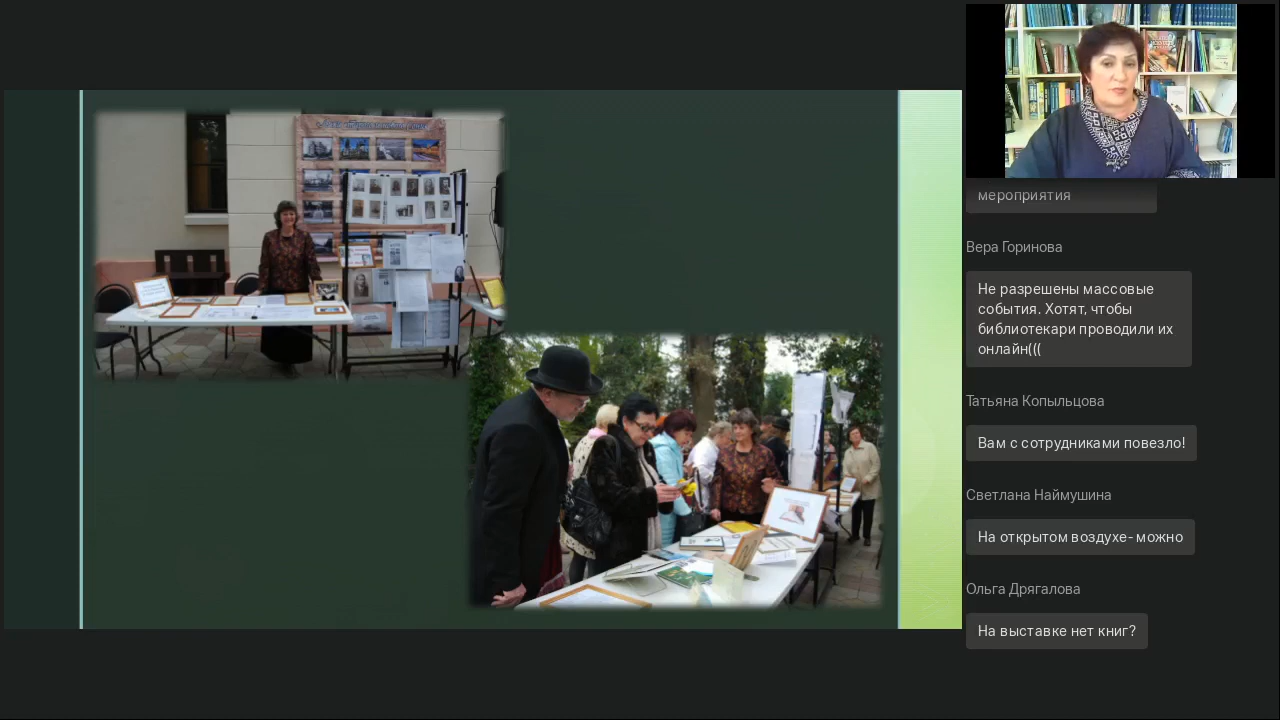 мероприятия
Вера Горинова
Не разрешены массовые
события. Хотят, чтобы
библиотекари проводили их
онлайн(((
Татьяна Копыльцова
Вам с сотрудниками повезло!
Светлана Наймушина
На открытом воздухе- можно
Ольга Дрягалова
На выставке нет книг?